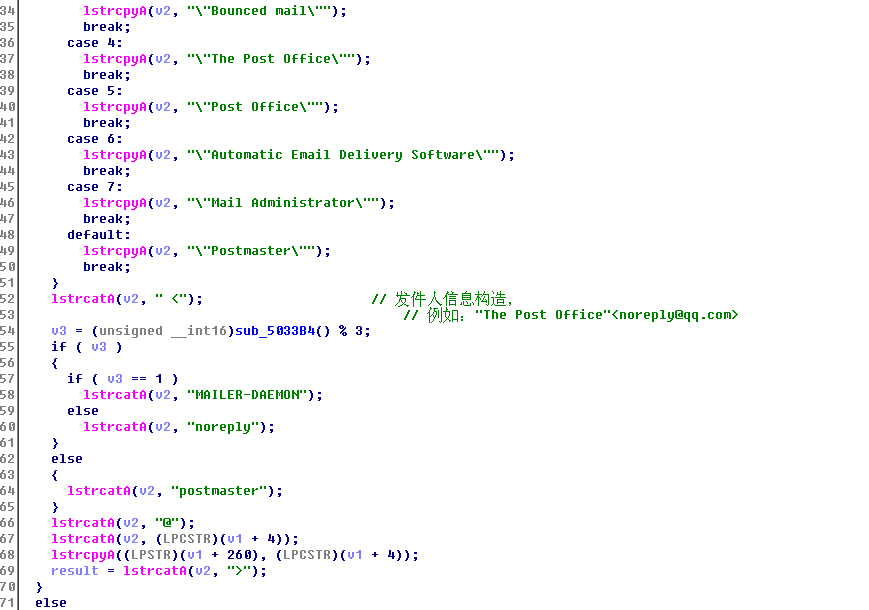 34 lstrcpyA(v2, "\"Bounced mail\"");
35 break;
36 case 4:
37 lstrcpyA(v2, "\"The Post Office\"");
38 break;
39 case 5:
40 lstrcpyA(v2, "\"Post Office\"");
41 break;
42 case 6:
43 lstrcpyA(v2, "\"Automatic Email Delivery Software\"");
44 break;
45 case 7:
46 lstrcpyA(v2, "\"Mail Administrator\"");
47 break;
48 default:
49 lstrcpyA(v2, "\"Postmaster\"");
50 break;
51 }
52 lstrcatA(v2, " <"); // 发件人信息构造,
53 // 例如："The Post Office"<noreply@qq.com>
54 v3 = (unsigned __int16)sub_5033B4() % 3;
55 if ( v3 )
56 {
57 if ( v3 == 1 )
58 lstrcatA(v2, "MAILER-DAEMON");
59 else
60 lstrcatA(v2, "noreply");
61 }
62 else
63 {
64 lstrcatA(v2, "postmaster");
65 }
66 lstrcatA(v2, "@");
67 lstrcatA(v2, (LPCSTR)(v1 + 4));
68 lstrcpyA((LPSTR)(v1 + 260), (LPCSTR)(v1 + 4));
69 result = lstrcatA(v2, ">");
70 }
71 else